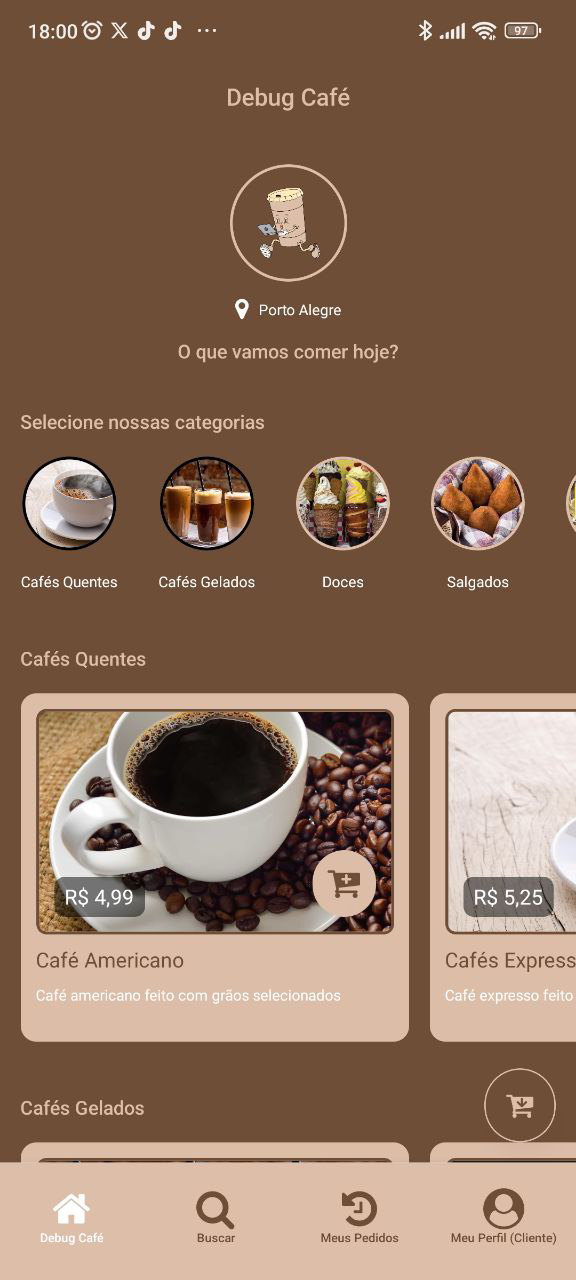 18:00
97
Debug Café
Porto Alegre
O que vamos comer hoje?
Selecione nossas categorias
Cafés Quentes
Cafés Gelados
Doces
Salgados
Cafés Quentes
R$ 4,99
R$ 5,25
Café Americano
Cafés Express
Café americano feito com grãos selecionados
Café expresso feito
Cafés Gelados
Debug Café
Buscar
Meus Pedidos
Meu Perfil (Cliente)